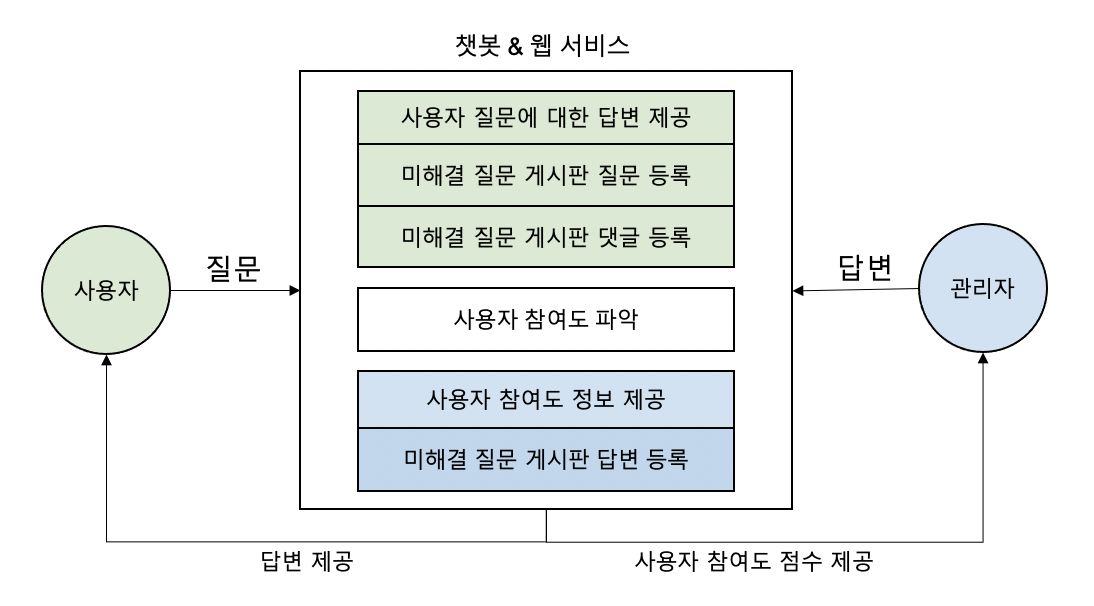 챗봇 & 웹 서비스
사용자 질문에 대한 답변 제공
미해결 질문 게시판 질문 등록
미해결 질문 게시판 댓글 등록
사용자
질문
답변
관리자
사용자 참여도 파악
사용자 참여도 정보 제공
미해결 질문 게시판 답변 등록
답변 제공
사용자 참여도 점수 제공